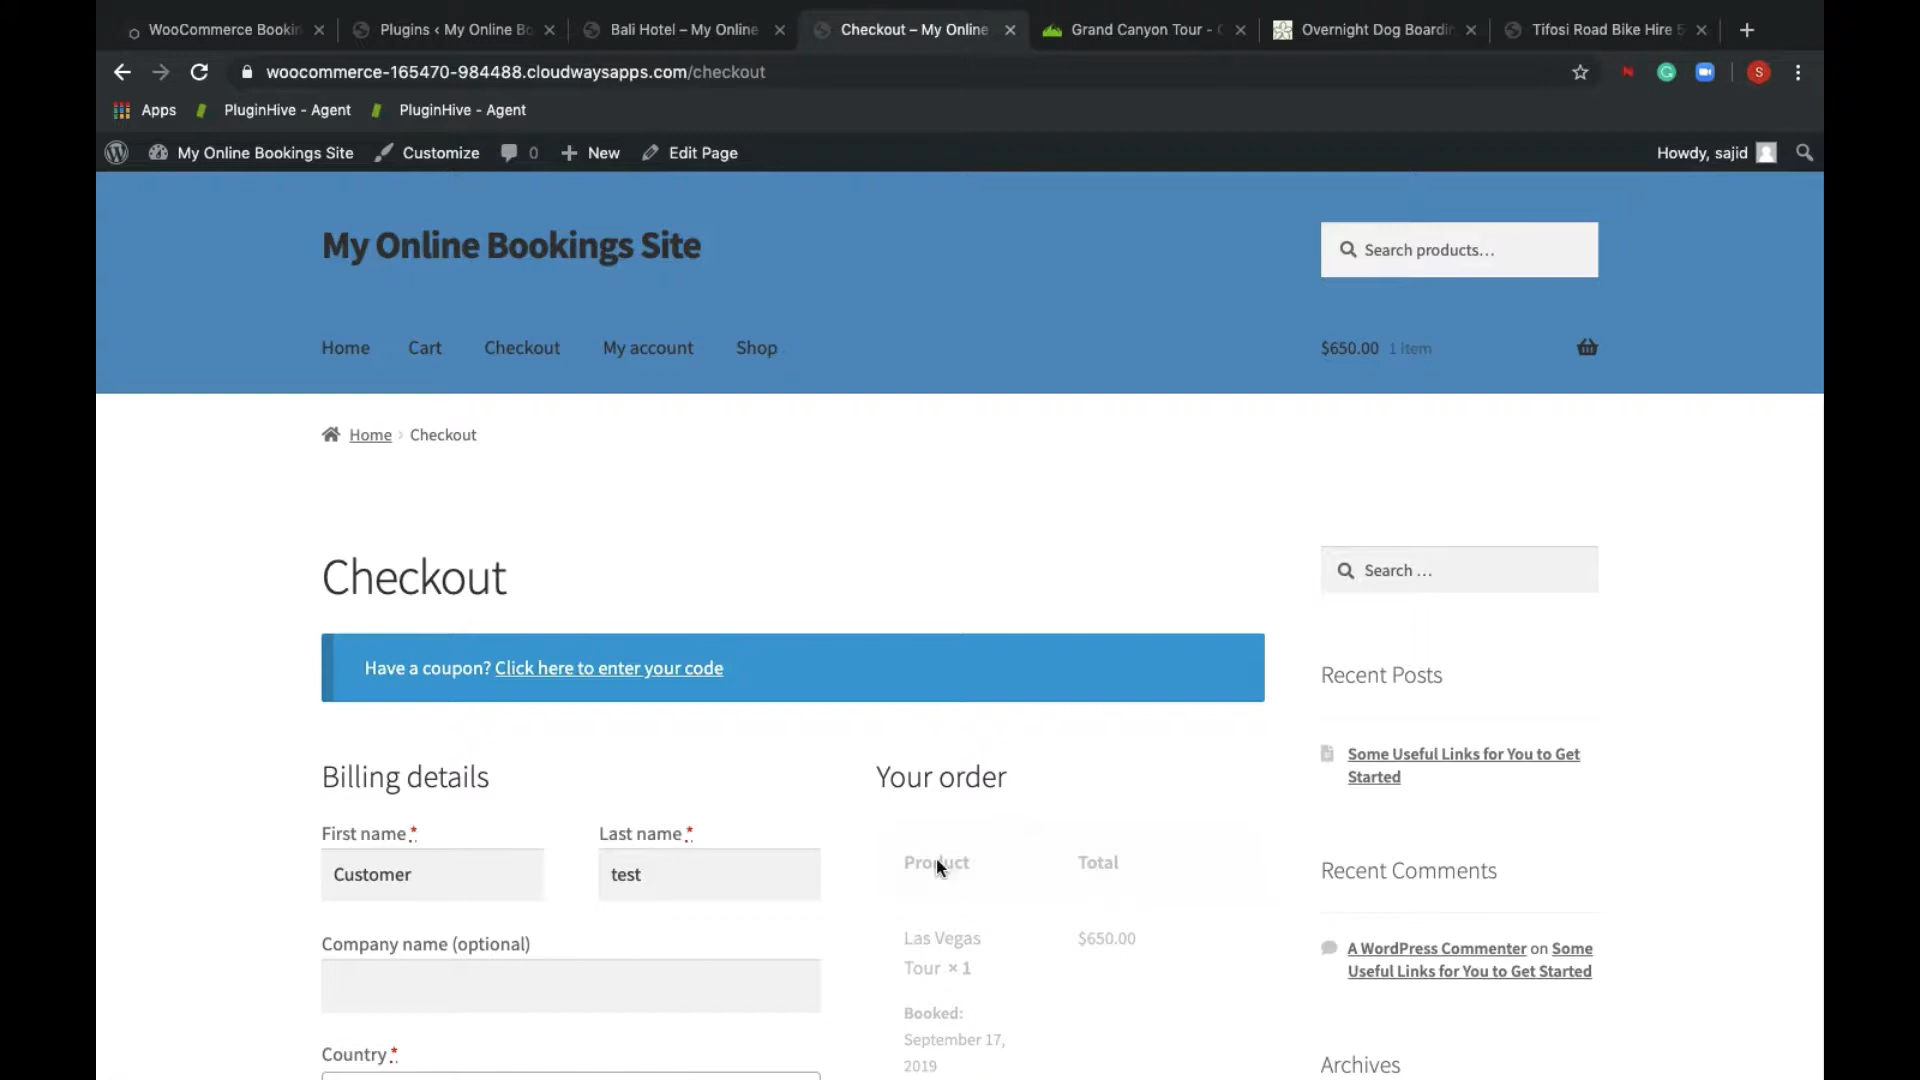 WooCommerce Bookin
Plugins ‹ My Online Bo
Bali Hotel – My Online
Checkout – My Online
Grand Canyon Tour - G
Overnight Dog Boardin
Tifosi Road Bike Hire 5
woocommerce-165470-984488.cloudwaysapps.com/checkout
S
Apps
PluginHive - Agent
PluginHive - Agent
My Online Bookings Site
Customize
0
New
Edit Page
Howdy, sajid
My Online Bookings Site
Search products…
Home
Cart
Checkout
My account
Shop
$650.00 1 item
Home › Checkout
Checkout
Search …
Have a coupon? Click here to enter your code
Recent Posts
Some Useful Links for You to Get
Started
Billing details
Your order
First name *
Last name *
Customer
test
Product
Total
Company name (optional)
Las Vegas
Tour × 1
$650.00
Booked:
September 17,
2019
Country *
Recent Comments
A WordPress Commenter on Some
Useful Links for You to Get Started
Archives